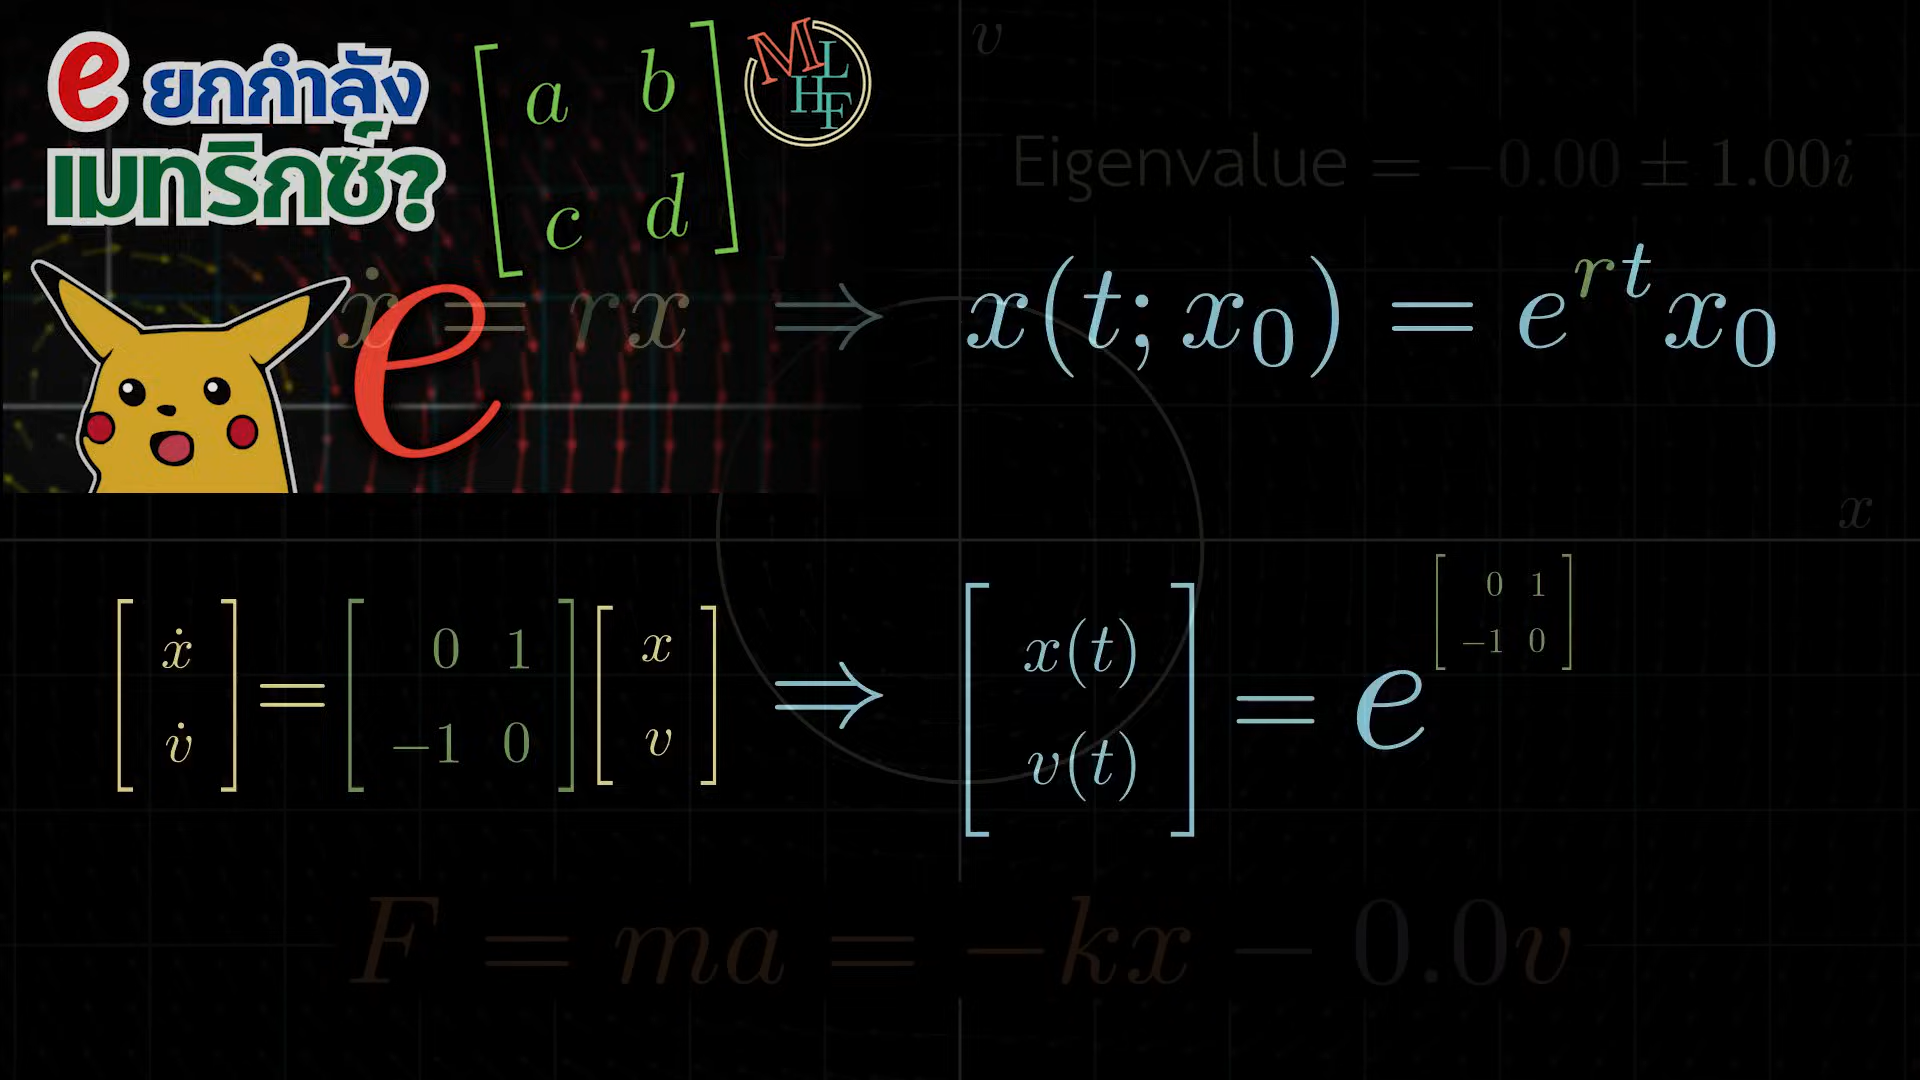 e ยกกำลัง
เมทริกซ์?
[a b
c d]
e
MLHF
v
Eigenvalue = −0.00 ± 1.00i
ẋ = rx ⟹ x(t; x₀) = e^{rt} x₀
x
[ẋ
v̇] = [0 1
−1 0] [x
v] ⟹ [x(t)
v(t)] = e^{[0 1
−1 0]}
F = ma = −kx − 0.0v